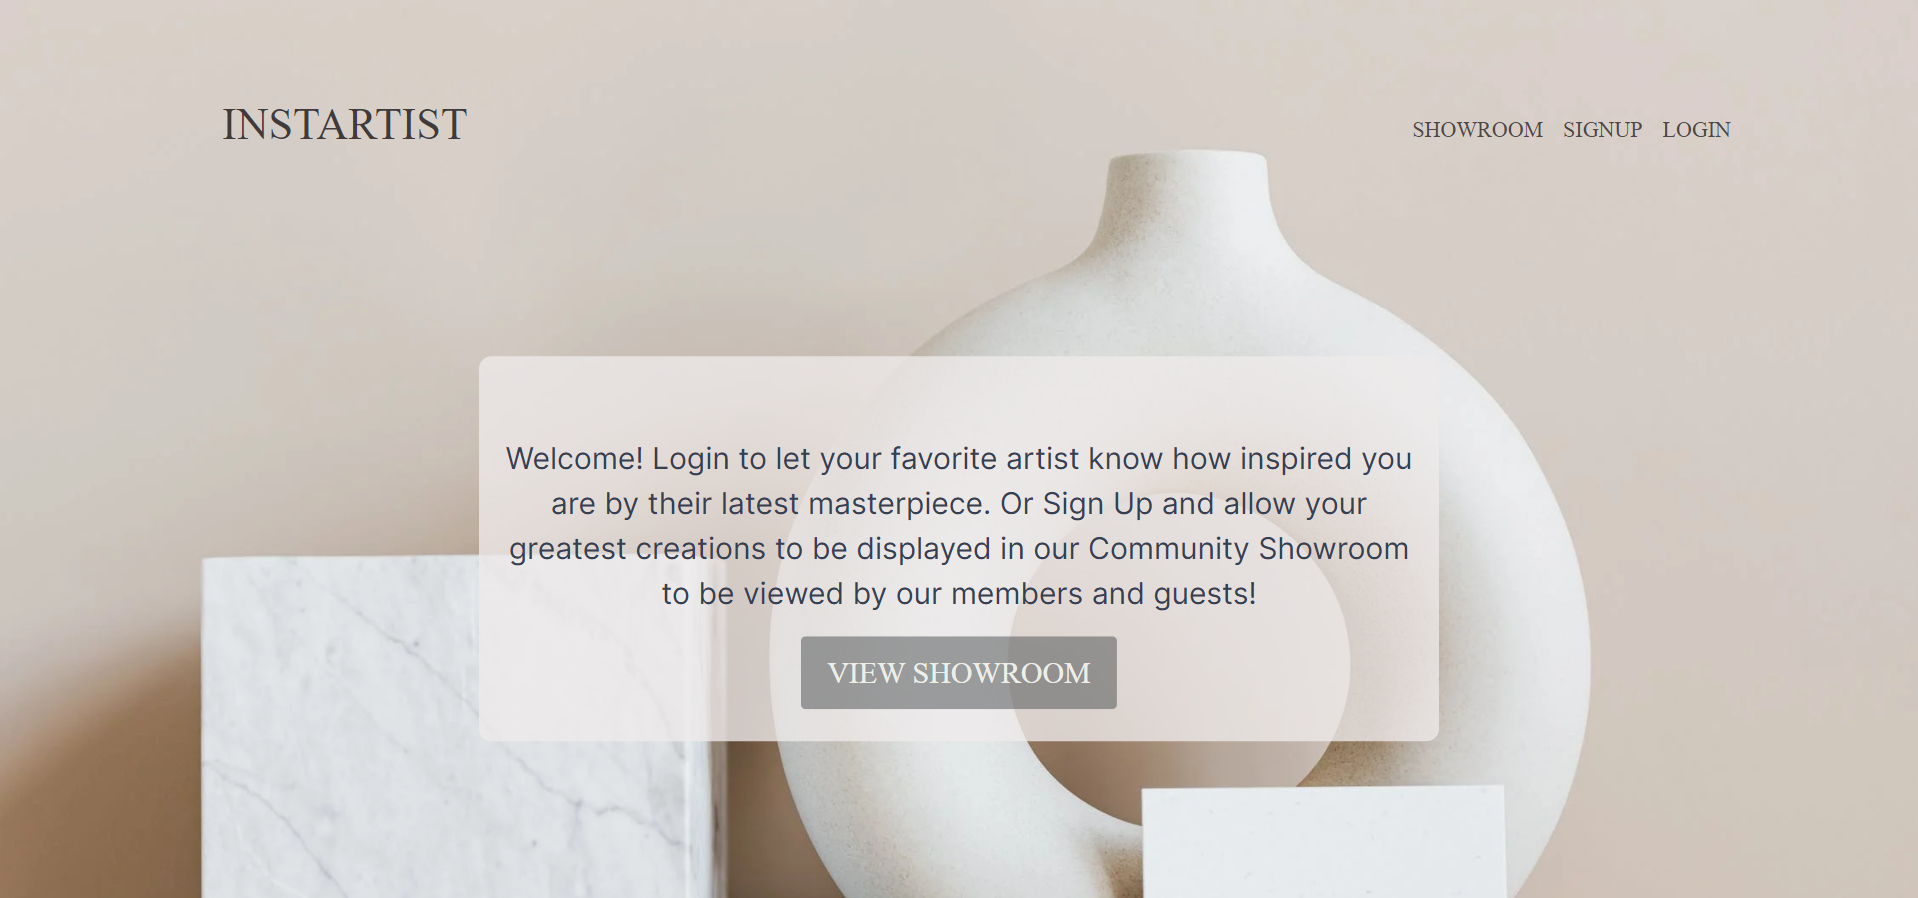 INSTARTIST
SHOWROOM SIGNUP LOGIN
Welcome! Login to let your favorite artist know how inspired you
are by their latest masterpiece. Or Sign Up and allow your
greatest creations to be displayed in our Community Showroom
to be viewed by our members and guests!
VIEW SHOWROOM